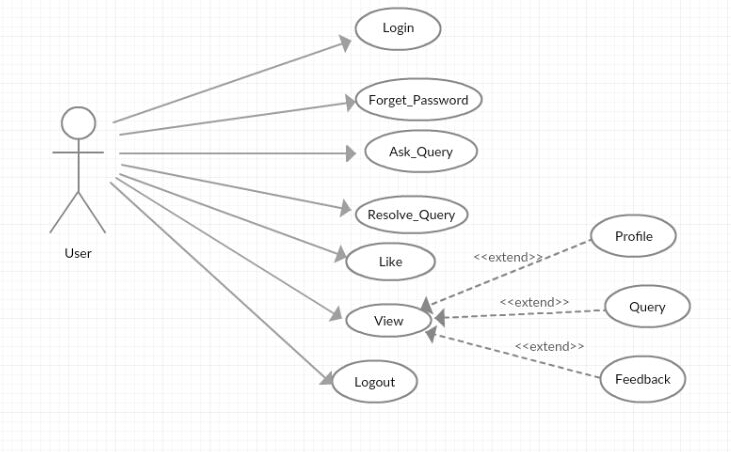 Login
Forget_Password
Ask_Query
Resolve_Query
Like
View
Logout
User
<<extend>>
<<extend>>
<<extend>>
Profile
Query
Feedback